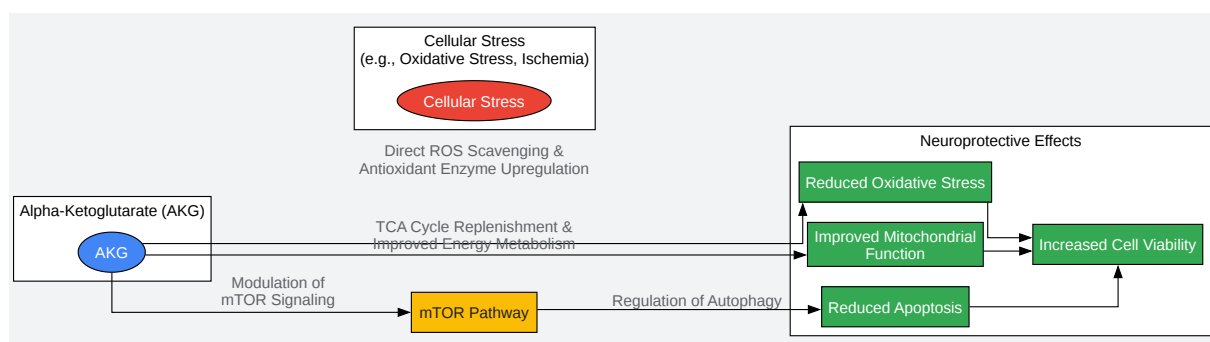 Cellular Stress
(e.g., Oxidative Stress, Ischemia)
Cellular Stress
Direct ROS Scavenging &
Antioxidant Enzyme Upregulation
Neuroprotective Effects
Reduced Oxidative Stress
Alpha-Ketoglutarate (AKG)
AKG
TCA Cycle Replenishment &
Improved Energy Metabolism
Improved Mitochondrial
Function
Increased Cell Viability
Modulation of
mTOR Signaling
mTOR Pathway
Regulation of Autophagy
Reduced Apoptosis